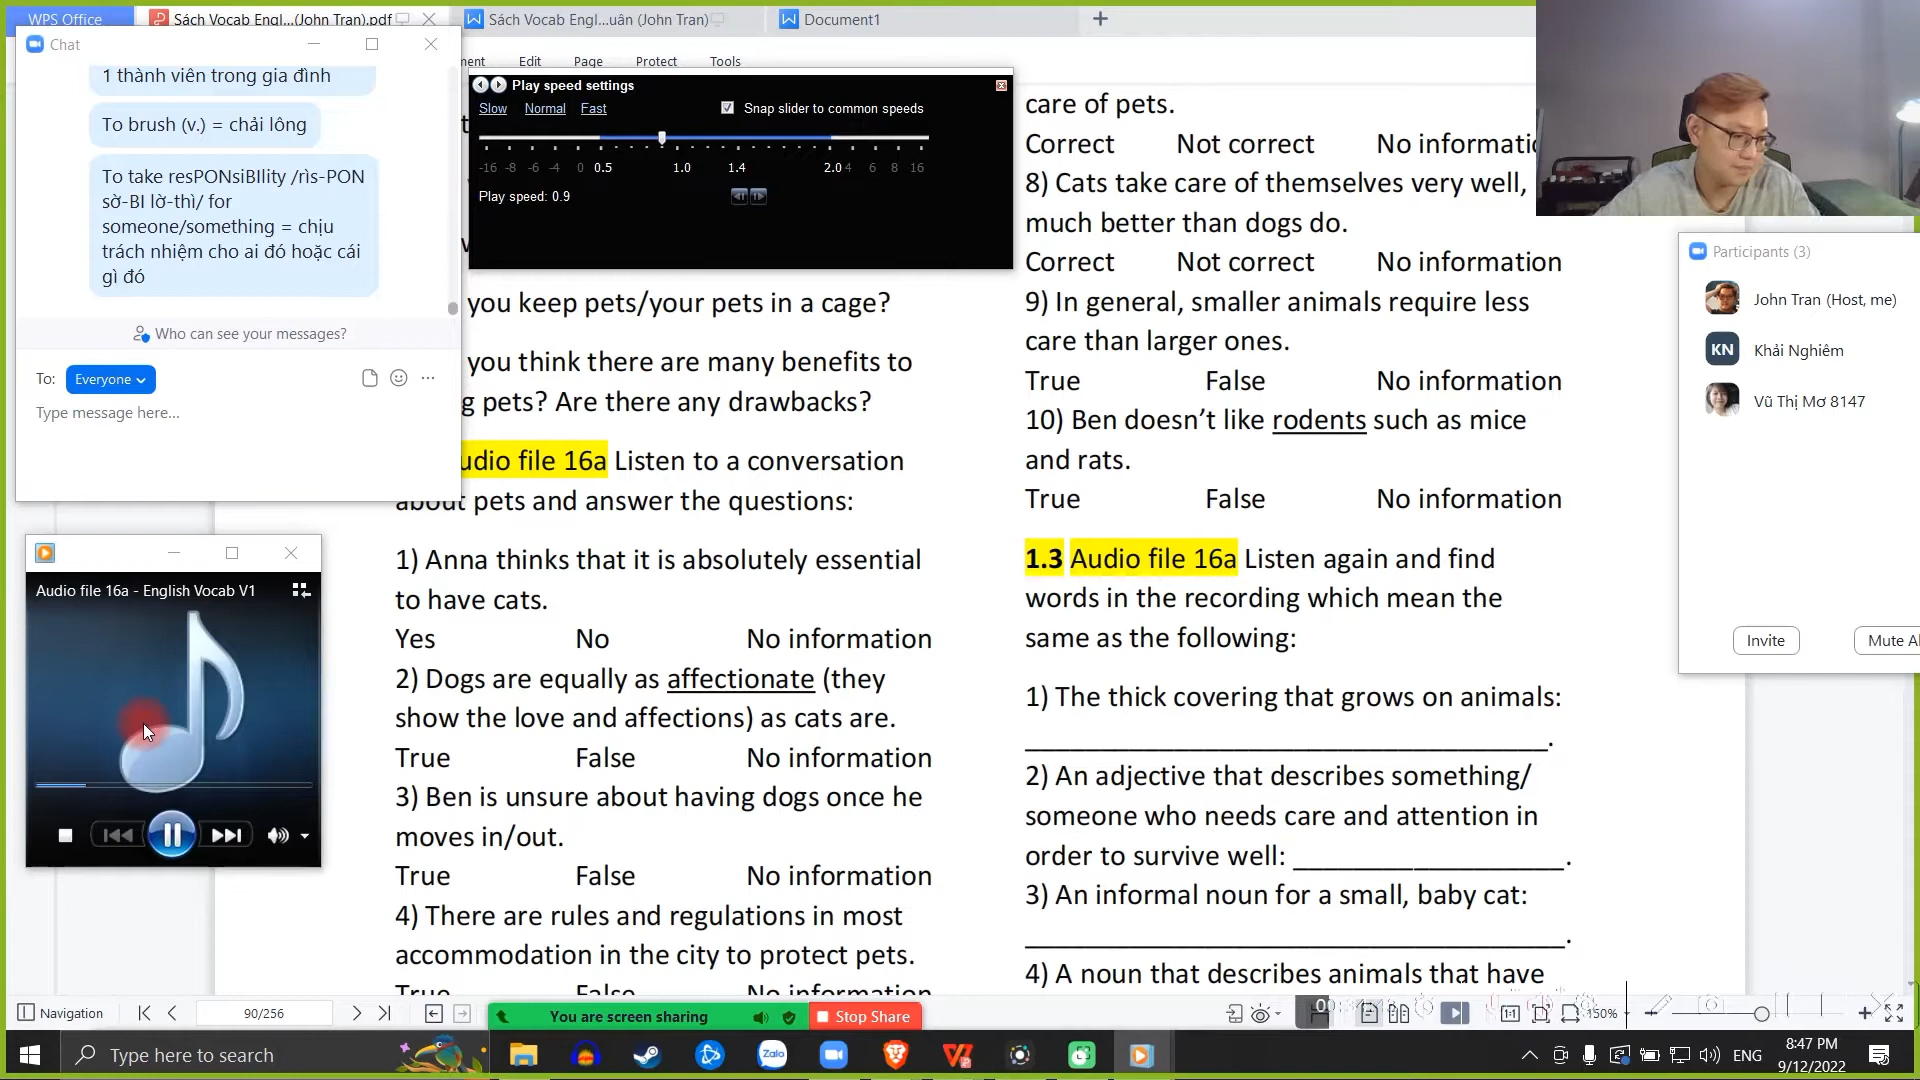 WPS Office
Sách Vocab Engl...(John Tran).pdf
Sách Vocab Engl...uân (John Tran)
Document1
Edit
Page
Protect
Tools
Chat
1 thành viên trong gia đình
To brush (v.) = chải lông
To take resPONsiBIlity /rìs-PON
sờ-BI lờ-thì/ for
someone/something = chịu
trách nhiệm cho ai đó hoặc cái
gì đó
Who can see your messages?
To: Everyone
Type message here...
Play speed settings
Slow Normal Fast
Snap slider to common speeds
-16 -8 -6 -4 0 0.5 1.0 1.4 2.0 4 6 8 16
Play speed: 0.9
you keep pets/your pets in a cage?
you think there are many benefits to
g pets? Are there any drawbacks?
udio file 16a Listen to a conversation
about pets and answer the questions:
1) Anna thinks that it is absolutely essential
to have cats.
Yes No No information
2) Dogs are equally as affectionate (they
show the love and affections) as cats are.
True False No information
3) Ben is unsure about having dogs once he
moves in/out.
True False No information
4) There are rules and regulations in most
accommodation in the city to protect pets.
True False No information
care of pets.
Correct Not correct No informatio
8) Cats take care of themselves very well,
much better than dogs do.
Correct Not correct No information
9) In general, smaller animals require less
care than larger ones.
True False No information
10) Ben doesn’t like rodents such as mice
and rats.
True False No information
1.3 Audio file 16a Listen again and find
words in the recording which mean the
same as the following:
1) The thick covering that grows on animals:
____________________________________.
2) An adjective that describes something/
someone who needs care and attention in
order to survive well: ___________________.
3) An informal noun for a small, baby cat:
______________________________________.
4) A noun that describes animals that have
Audio file 16a - English Vocab V1
Participants (3)
John Tran (Host, me)
KN Khải Nghiêm
Vũ Thị Mơ 8147
Invite
Mute Al
Navigation
90/256
You are screen sharing
Stop Share
1:1
150%
Type here to search
Zalo
ENG
8:47 PM
9/12/2022